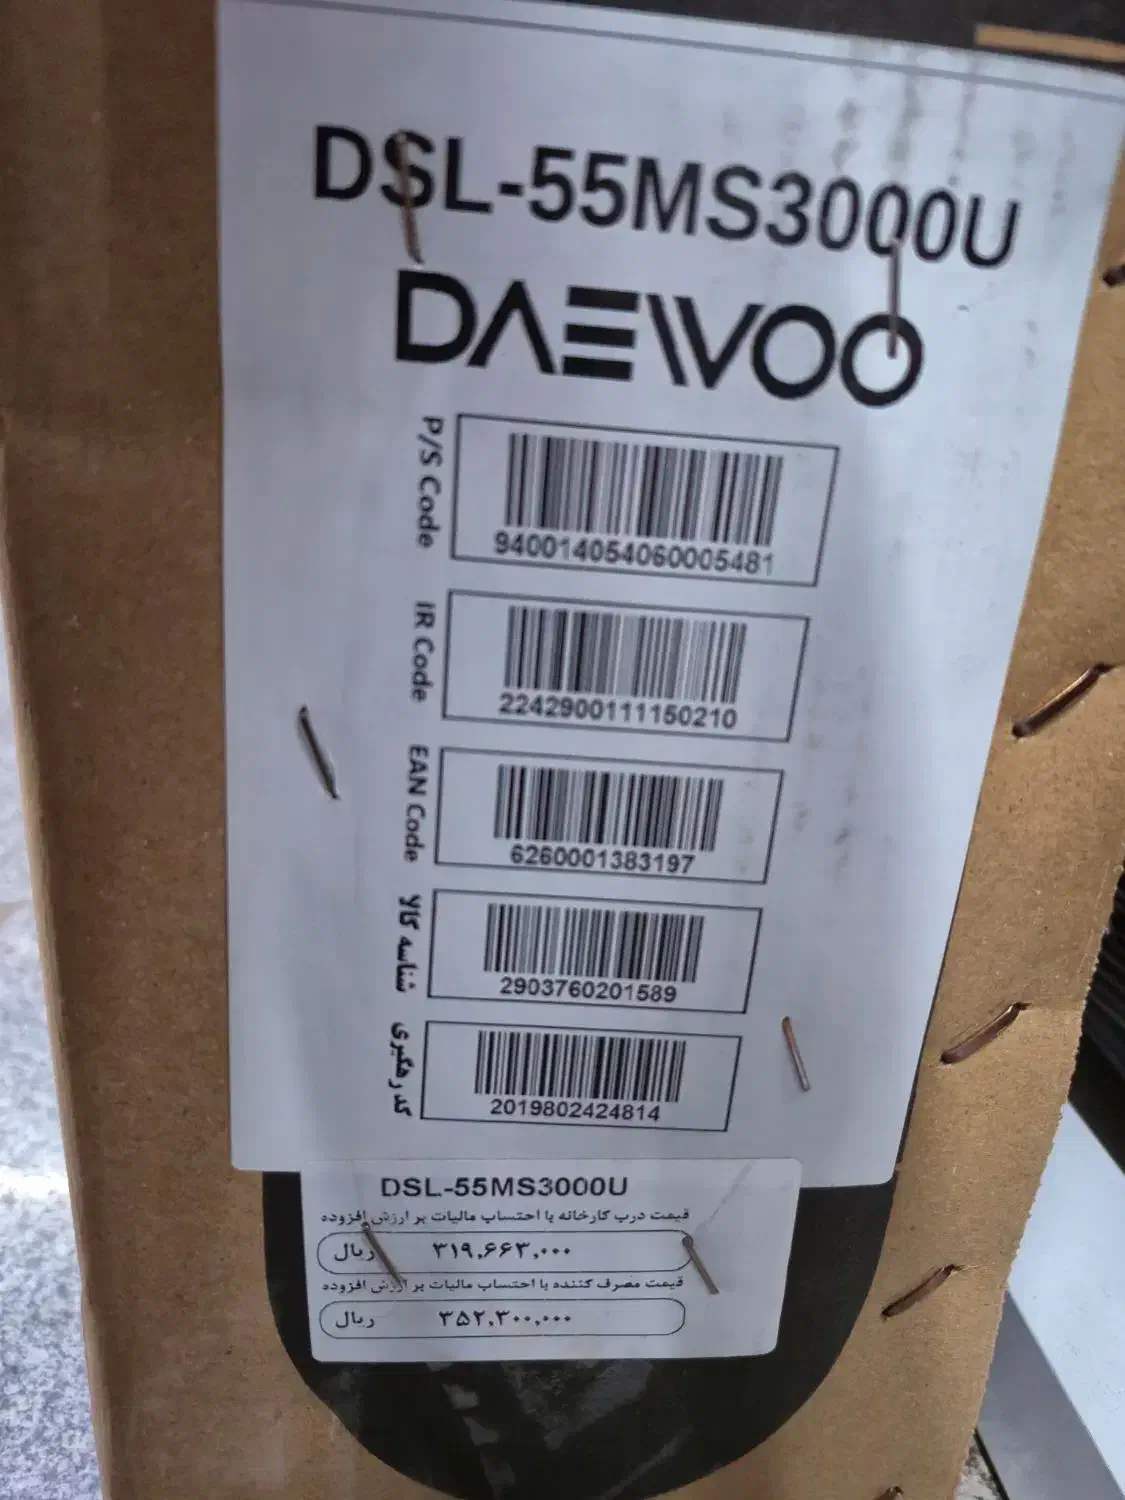 DSL-55MS3000U
DAEWOO
P/S Code
940014054060005481
IR Code
2242900111150210
EAN Code
6260001383197
شناسه کالا
2903760201589
کد رهگیری
2019802424814
DSL-55MS3000U
قیمت درب کارخانه با احتساب مالیات بر ارزش افزوده
۳۱۹,۶۶۳,۰۰۰ ریال
قیمت مصرف کننده با احتساب مالیات بر ارزش افزوده
۳۵۲,۳۰۰,۰۰۰ ریال